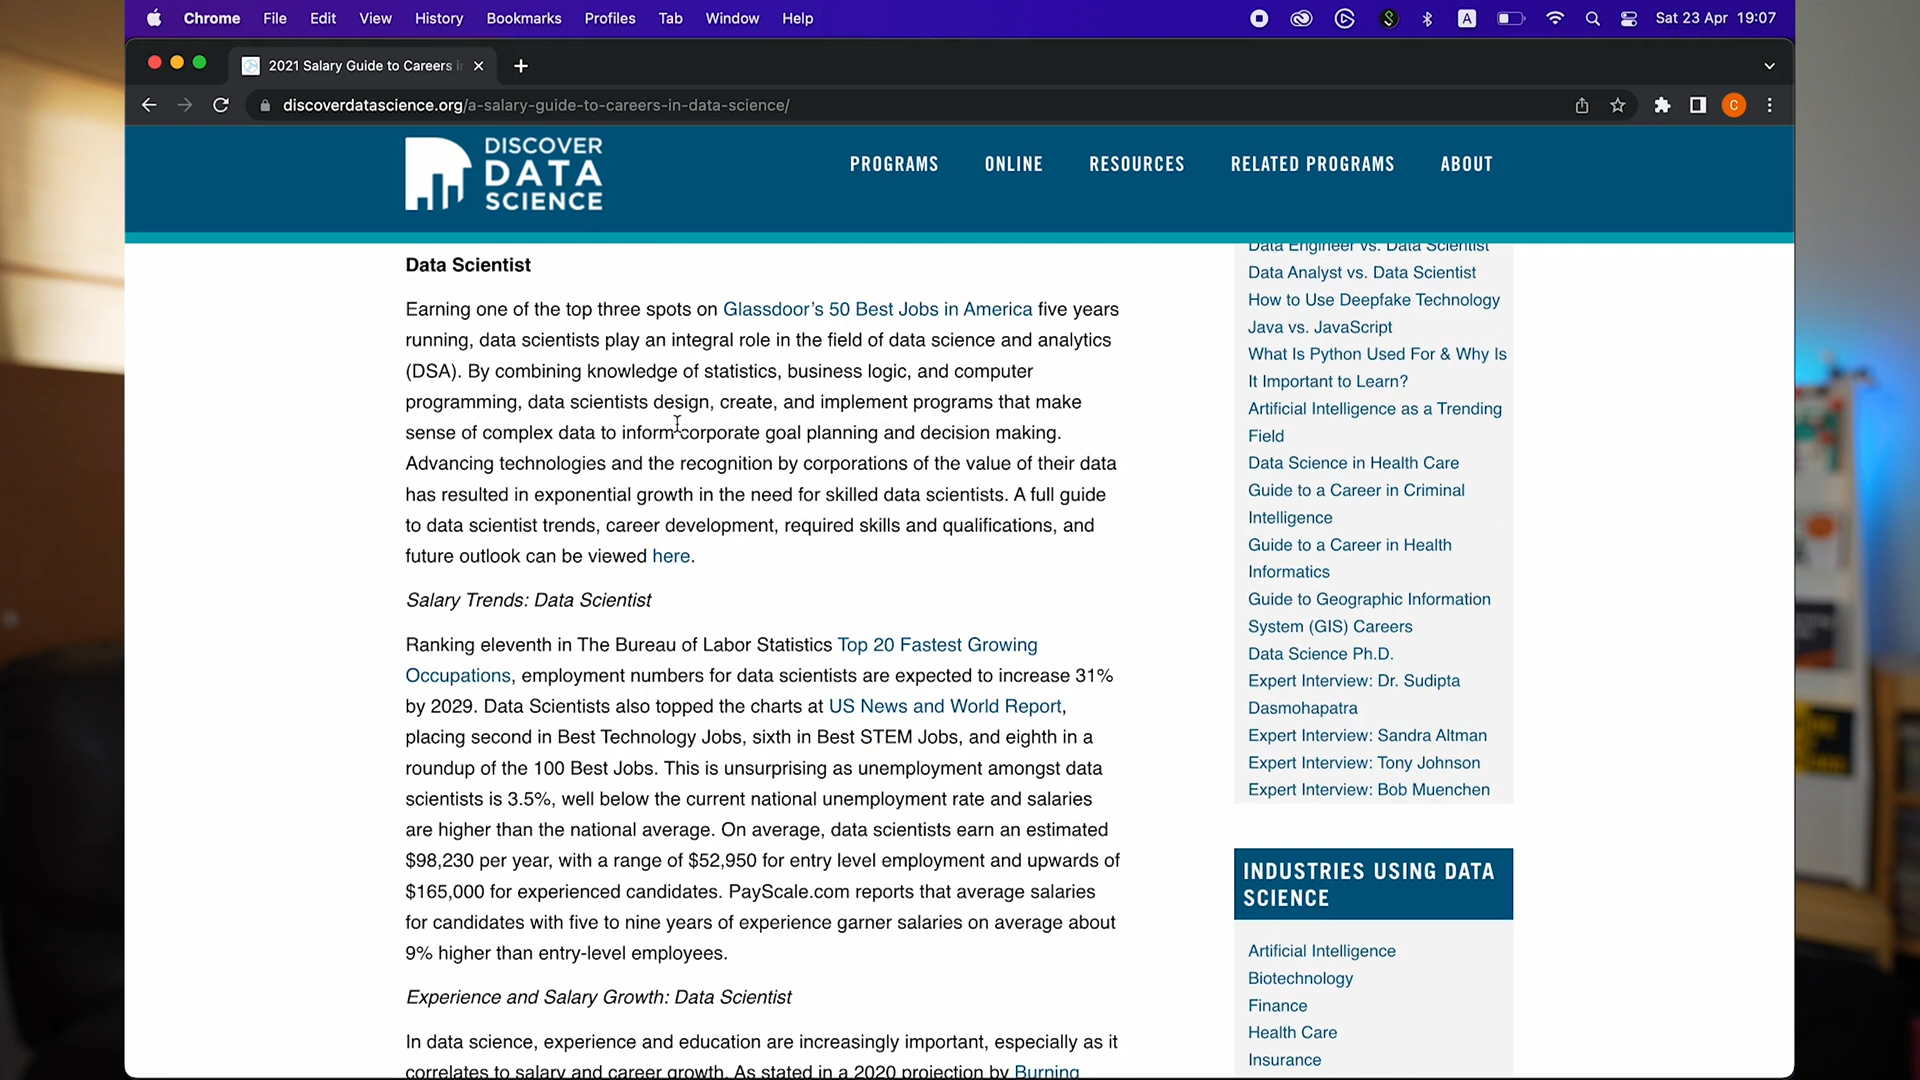 Chrome File Edit View History Bookmarks Profiles Tab Window Help
A Sat 23 Apr 19:07
2021 Salary Guide to Careers i
discoverdatascience.org/a-salary-guide-to-careers-in-data-science/
C
DISCOVER
DATA
SCIENCE
PROGRAMS ONLINE RESOURCES RELATED PROGRAMS ABOUT
Data Scientist
Earning one of the top three spots on Glassdoor's 50 Best Jobs in America five years
running, data scientists play an integral role in the field of data science and analytics
(DSA). By combining knowledge of statistics, business logic, and computer
programming, data scientists design, create, and implement programs that make
sense of complex data to inform corporate goal planning and decision making.
Advancing technologies and the recognition by corporations of the value of their data
has resulted in exponential growth in the need for skilled data scientists. A full guide
to data scientist trends, career development, required skills and qualifications, and
future outlook can be viewed here.
Salary Trends: Data Scientist
Ranking eleventh in The Bureau of Labor Statistics Top 20 Fastest Growing
Occupations, employment numbers for data scientists are expected to increase 31%
by 2029. Data Scientists also topped the charts at US News and World Report,
placing second in Best Technology Jobs, sixth in Best STEM Jobs, and eighth in a
roundup of the 100 Best Jobs. This is unsurprising as unemployment amongst data
scientists is 3.5%, well below the current national unemployment rate and salaries
are higher than the national average. On average, data scientists earn an estimated
$98,230 per year, with a range of $52,950 for entry level employment and upwards of
$165,000 for experienced candidates. PayScale.com reports that average salaries
for candidates with five to nine years of experience garner salaries on average about
9% higher than entry-level employees.
Experience and Salary Growth: Data Scientist
In data science, experience and education are increasingly important, especially as it
correlates to salary and career growth. As stated in a 2020 projection by Burning
Data Engineer vs. Data Scientist
Data Analyst vs. Data Scientist
How to Use Deepfake Technology
Java vs. JavaScript
What Is Python Used For & Why Is
It Important to Learn?
Artificial Intelligence as a Trending
Field
Data Science in Health Care
Guide to a Career in Criminal
Intelligence
Guide to a Career in Health
Informatics
Guide to Geographic Information
System (GIS) Careers
Data Science Ph.D.
Expert Interview: Dr. Sudipta
Dasmohapatra
Expert Interview: Sandra Altman
Expert Interview: Tony Johnson
Expert Interview: Bob Muenchen
INDUSTRIES USING DATA
SCIENCE
Artificial Intelligence
Biotechnology
Finance
Health Care
Insurance